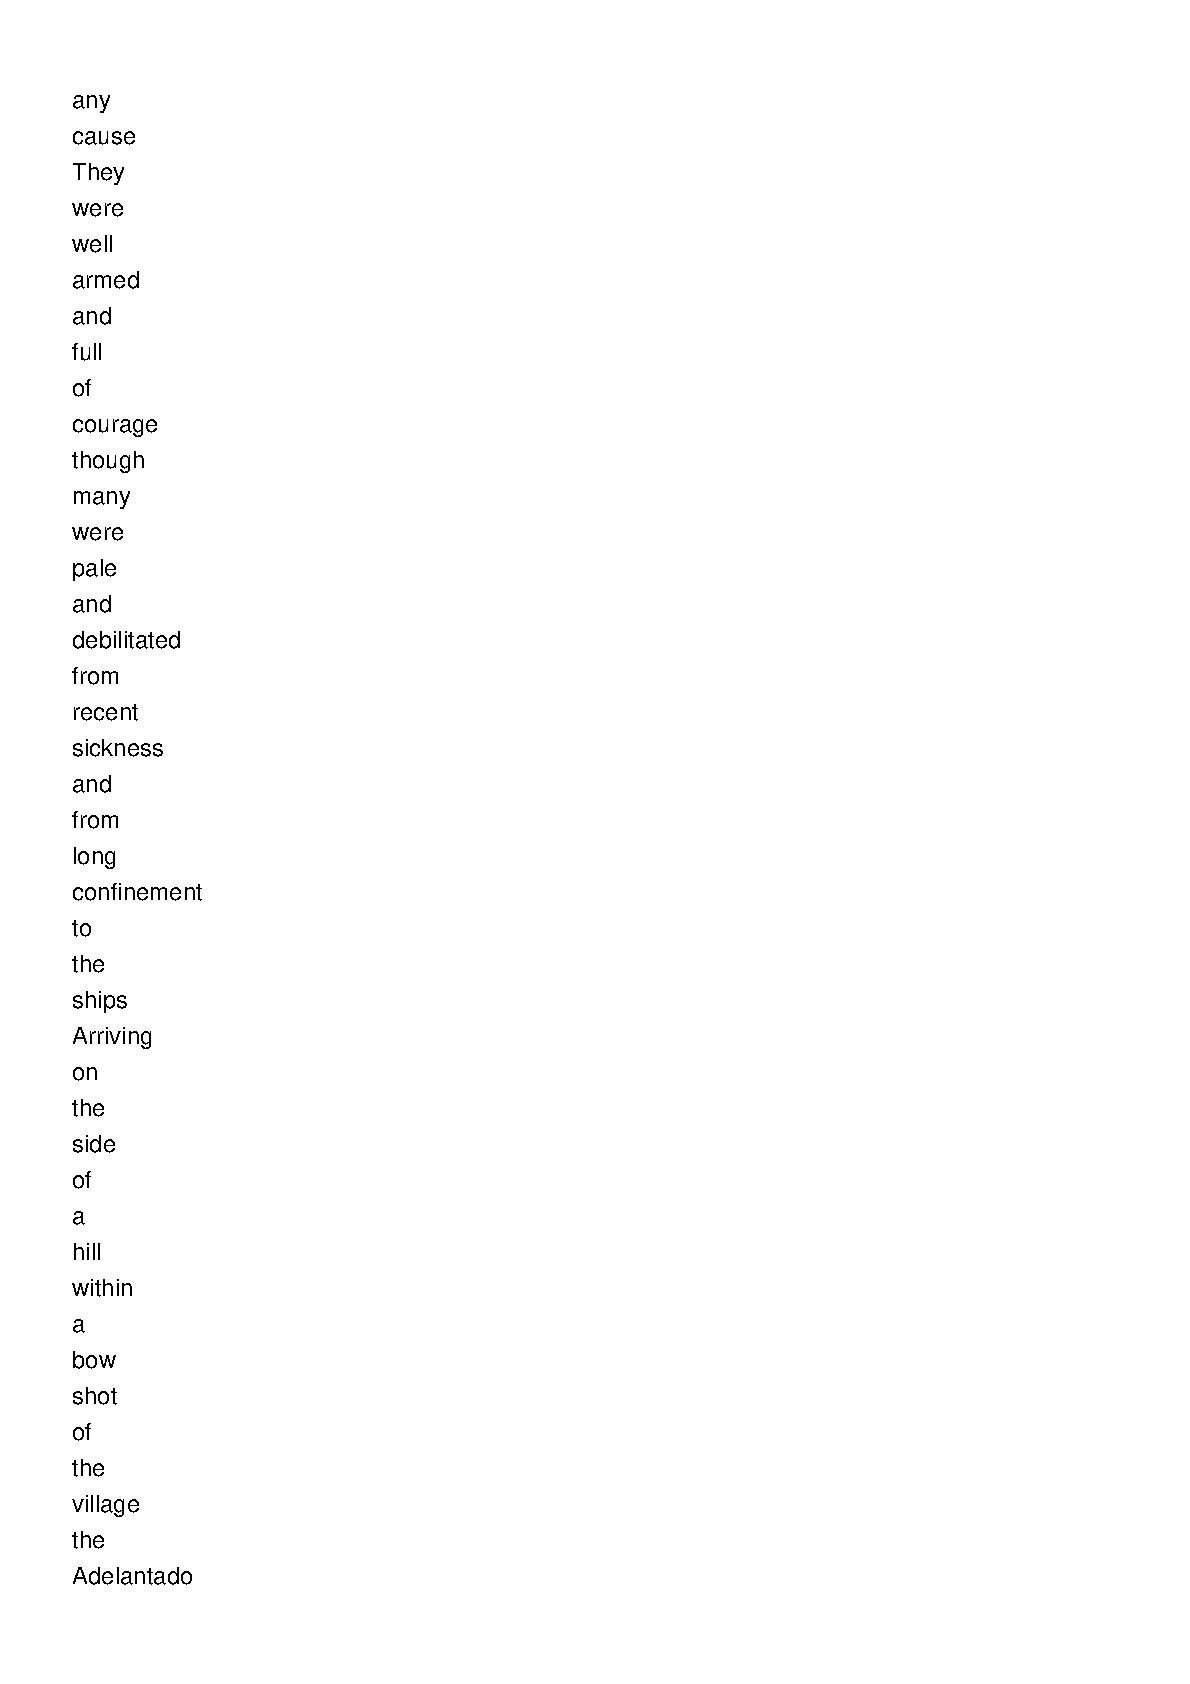 any
cause
They
were
well
armed
and
full
of
courage
though
many
were
pale
and
debilitated
from
recent
sickness
and
from
long
confinement
to
the
ships
Arriving
on
the
side
of
a
hill
within
a
bow
shot
of
the
village
the
Adelantado